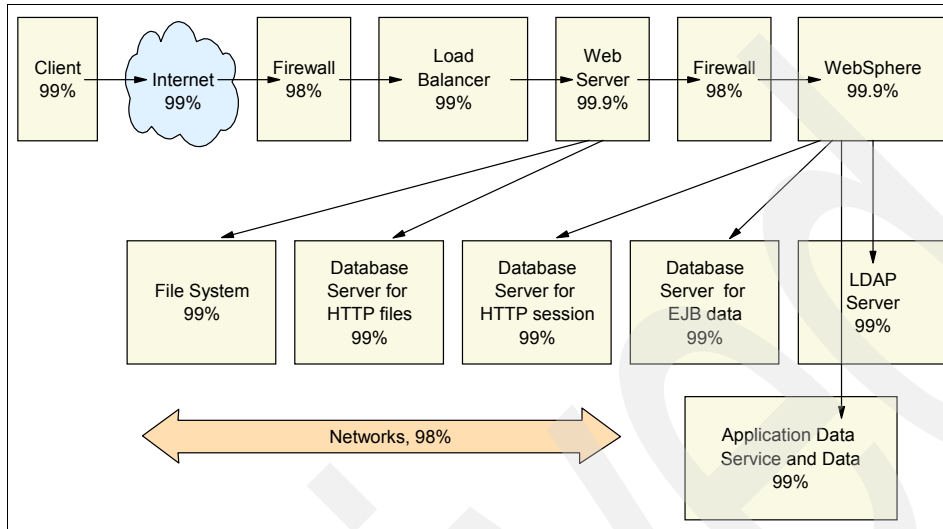 Client
99%
Internet
99%
Firewall
98%
Load
Balancer
99%
Web
Server
99.9%
Firewall
98%
WebSphere
99.9%
File System
99%
Database
Server for
HTTP files
99%
Database
Server for
HTTP session
99%
Database
Server for
EJB data
99%
LDAP
Server
99%
Networks, 98%
Application Data
Service and Data
99%